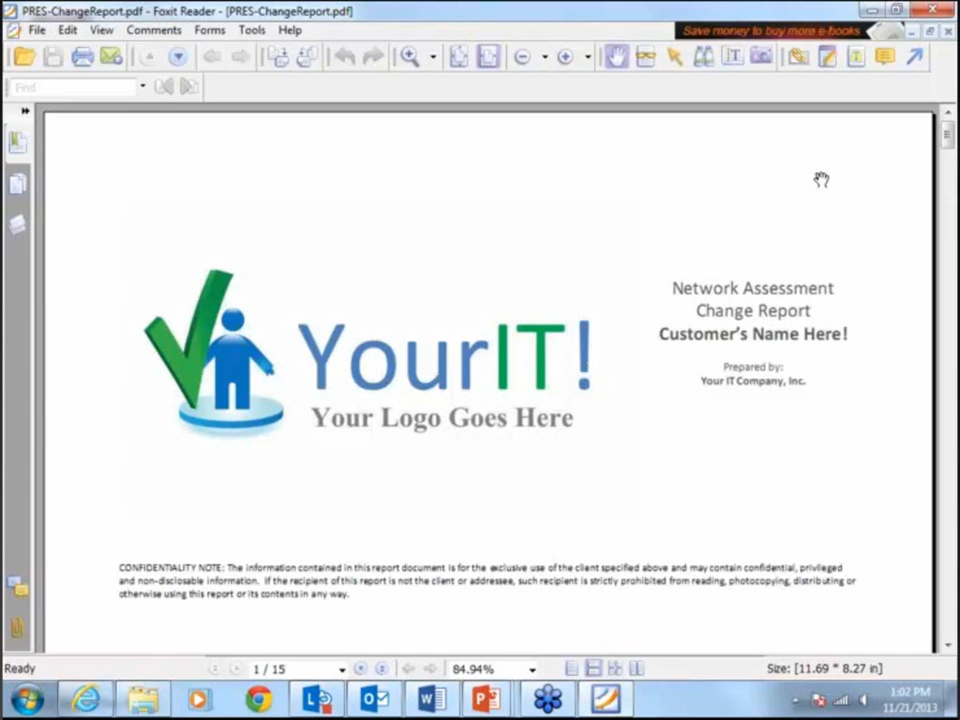 PRES-ChangeReport.pdf - Foxit Reader - [PRES-ChangeReport.pdf]
File Edit View Comments Forms Tools Help
Save money to buy more e-books
Find
YourIT!
Your Logo Goes Here
Network Assessment
Change Report
Customer's Name Here!
Prepared by:
Your IT Company, Inc.
CONFIDENTIALITY NOTE: The information contained in this report document is for the exclusive use of the client specified above and may contain confidential, privileged
and non-disclosable information. If the recipient of this report is not the client or addressee, such recipient is strictly prohibited from reading, photocopying, distributing or
otherwise using this report or its contents in any way.
Ready
1 / 15
84.94%
Size: [11.69 * 8.27 in]
1:02 PM
11/21/2013